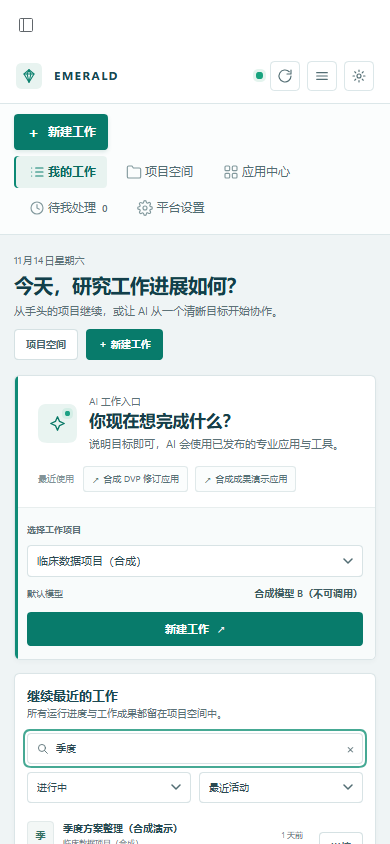 EMERALD
+ 新建工作
我的工作
项目空间
应用中心
待我处理 0
平台设置
11月14日星期六
今天，研究工作进展如何？
从手头的项目继续，或让 AI 从一个清晰目标开始协作。
项目空间
+ 新建工作
AI 工作入口
你现在想完成什么？
说明目标即可，AI 会使用已发布的专业应用与工具。
最近使用
↗ 合成 DVP 修订应用
↗ 合成成果演示应用
选择工作项目
临床数据项目（合成）
默认模型
合成模型 B（不可调用）
新建工作 ↗
继续最近的工作
所有运行进度与工作成果都留在项目空间中。
季度
×
进行中
最近活动
季
季度方案整理（合成演示）
1 天前
临床数据项目（合成）